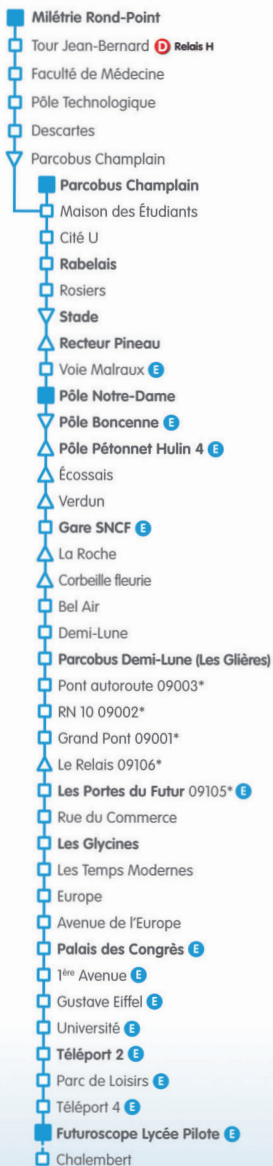 Milétrie Rond-Point
Tour Jean-Bernard D Relais H
Faculté de Médecine
Pôle Technologique
Descartes
Parcobus Champlain
Parcobus Champlain
Maison des Étudiants
Cité U
Rabelais
Rosiers
Stade
Recteur Pineau
Voie Malraux E
Pôle Notre-Dame
Pôle Boncenne E
Pôle Pétonnet Hulin 4 E
Écossais
Verdun
Gare SNCF E
La Roche
Corbeille fleurie
Bel Air
Demi-Lune
Parcobus Demi-Lune (Les Glières)
Pont autoroute 09003*
RN 10 09002*
Grand Pont 09001*
Le Relais 09106*
Les Portes du Futur 09105* E
Rue du Commerce
Les Glycines
Les Temps Modernes
Europe
Avenue de l'Europe
Palais des Congrès E
1ère Avenue E
Gustave Eiffel E
Université E
Téléport 2 E
Parc de Loisirs E
Téléport 4 E
Futuroscope Lycée Pilote E
Chalembert